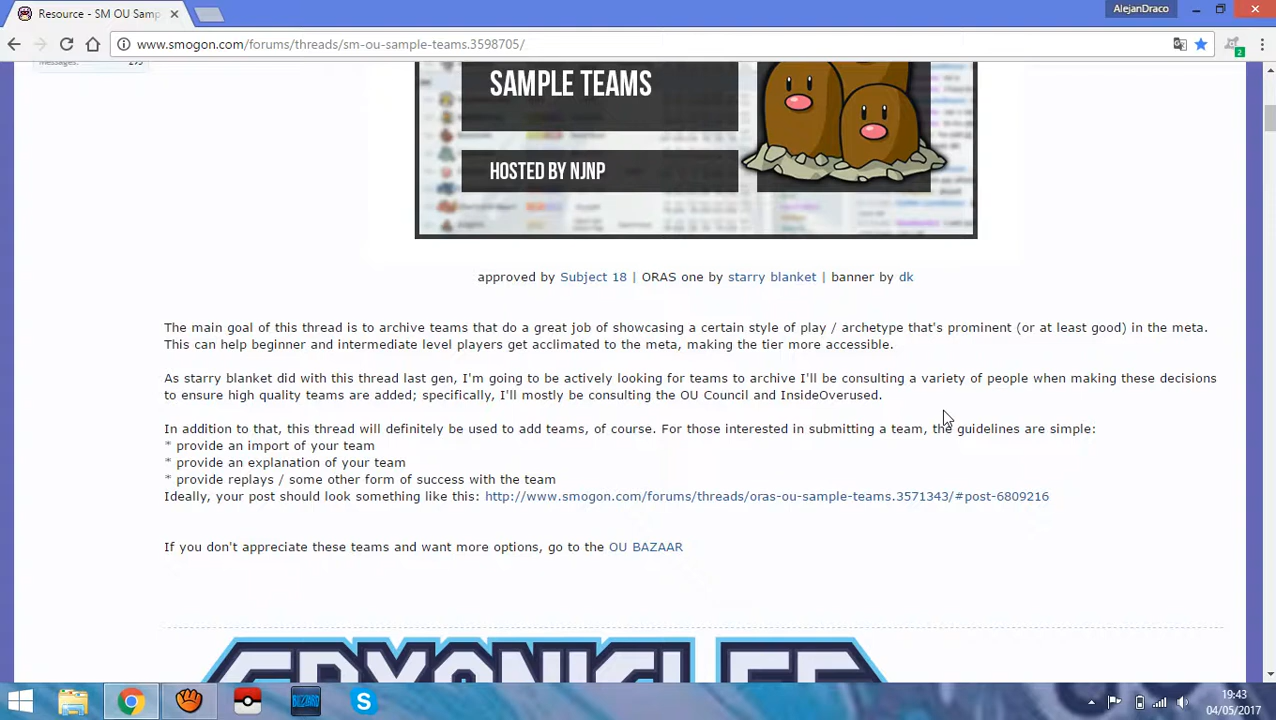 Resource - SM OU Samp
AlejanDraco
www.smogon.com/forums/threads/sm-ou-sample-teams.3598705/
2
Messages: 295
SAMPLE TEAMS
HOSTED BY NJNP
approved by Subject 18 | ORAS one by starry blanket | banner by dk
The main goal of this thread is to archive teams that do a great job of showcasing a certain style of play / archetype that's prominent (or at least good) in the meta.
This can help beginner and intermediate level players get acclimated to the meta, making the tier more accessible.
As starry blanket did with this thread last gen, I'm going to be actively looking for teams to archive I'll be consulting a variety of people when making these decisions
to ensure high quality teams are added; specifically, I'll mostly be consulting the OU Council and InsideOverused.
In addition to that, this thread will definitely be used to add teams, of course. For those interested in submitting a team, the guidelines are simple:
* provide an import of your team
* provide an explanation of your team
* provide replays / some other form of success with the team
Ideally, your post should look something like this: http://www.smogon.com/forums/threads/oras-ou-sample-teams.3571343/#post-6809216
If you don't appreciate these teams and want more options, go to the OU BAZAAR
BLIZZARD
19:43
04/05/2017